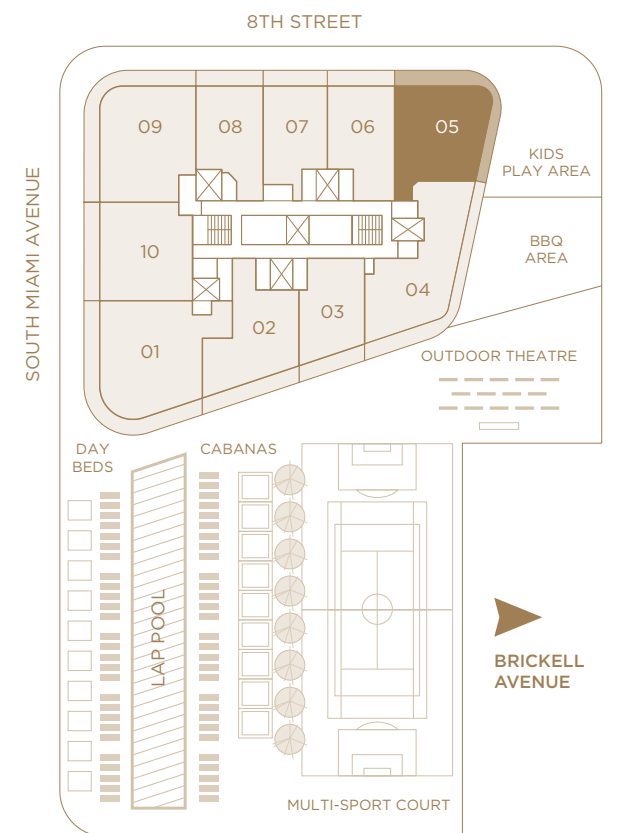 8TH STREET
SOUTH MIAMI AVENUE
09
08
07
06
05
KIDS
PLAY AREA
10
BBQ
AREA
04
03
02
01
OUTDOOR THEATRE
DAY
BEDS
CABANAS
LAP POOL
BRICKELL
AVENUE
MULTI-SPORT COURT